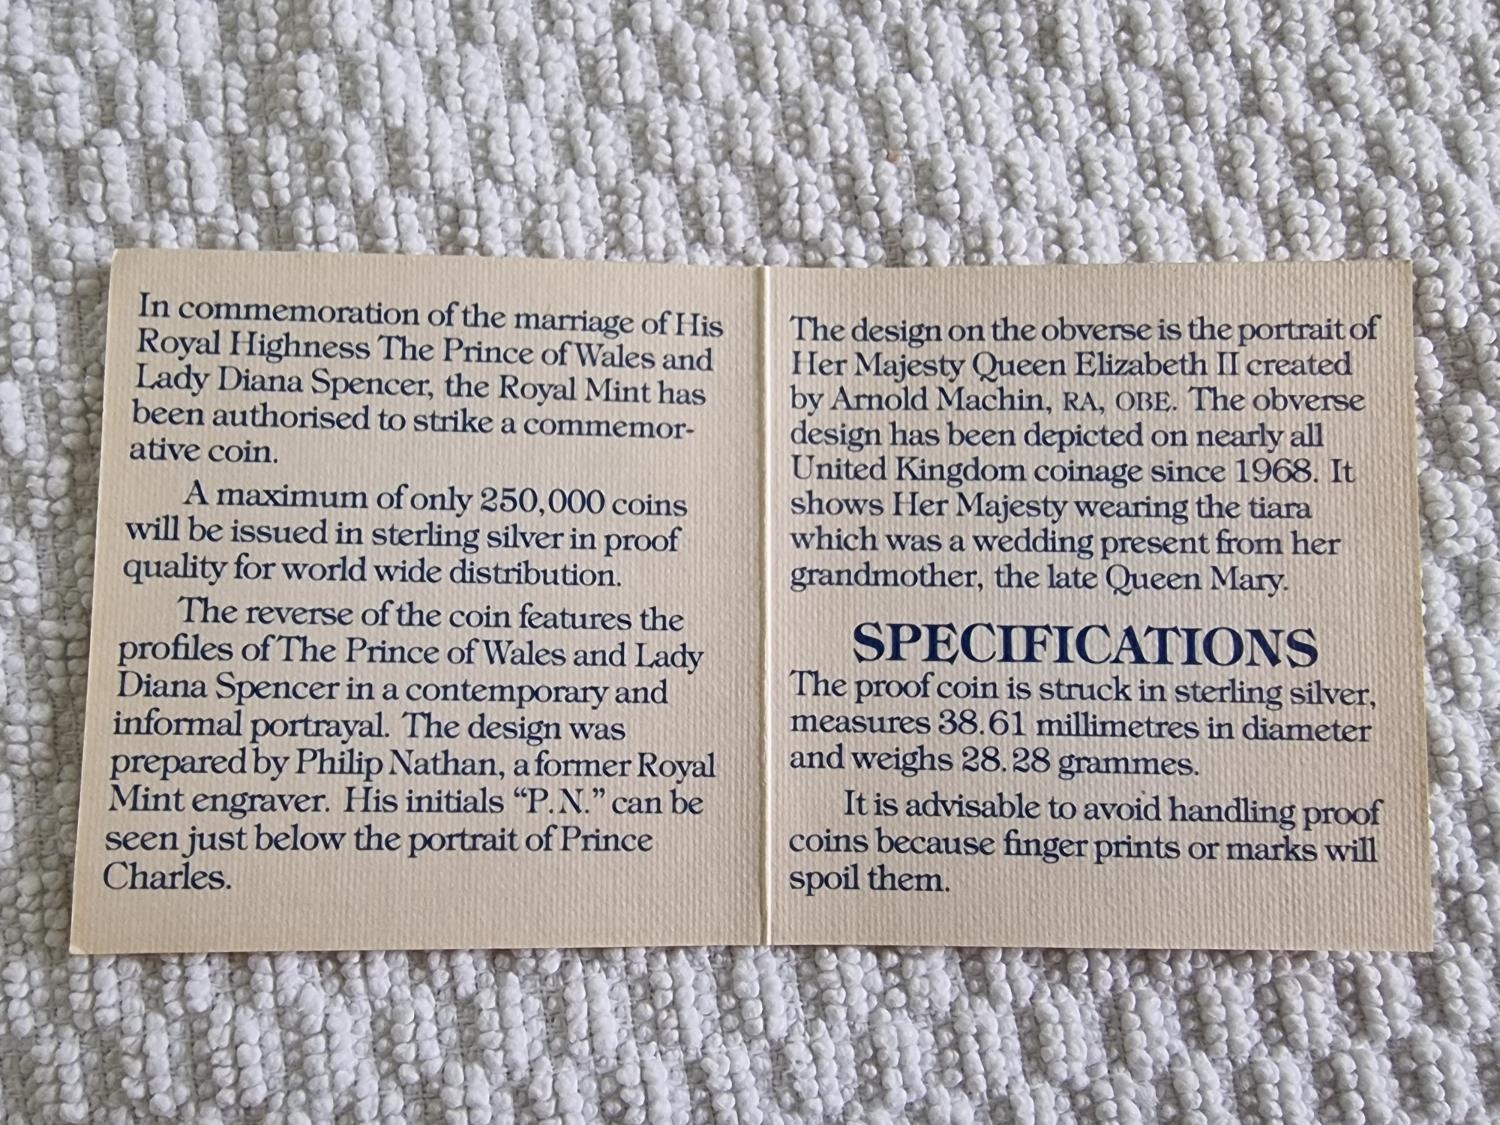 In commemoration of the marriage of His
Royal Highness The Prince of Wales and
Lady Diana Spencer, the Royal Mint has
been authorised to strike a commemor-
ative coin.
A maximum of only 250,000 coins
will be issued in sterling silver in proof
quality for world wide distribution.
The reverse of the coin features the
profiles of The Prince of Wales and Lady
Diana Spencer in a contemporary and
informal portrayal. The design was
prepared by Philip Nathan, a former Royal
Mint engraver. His initials “P.N.” can be
seen just below the portrait of Prince
Charles.
The design on the obverse is the portrait of
Her Majesty Queen Elizabeth II created
by Arnold Machin, RA, OBE. The obverse
design has been depicted on nearly all
United Kingdom coinage since 1968. It
shows Her Majesty wearing the tiara
which was a wedding present from her
grandmother, the late Queen Mary.
SPECIFICATIONS
The proof coin is struck in sterling silver,
measures 38.61 millimetres in diameter
and weighs 28.28 grammes.
It is advisable to avoid handling proof
coins because finger prints or marks will
spoil them.